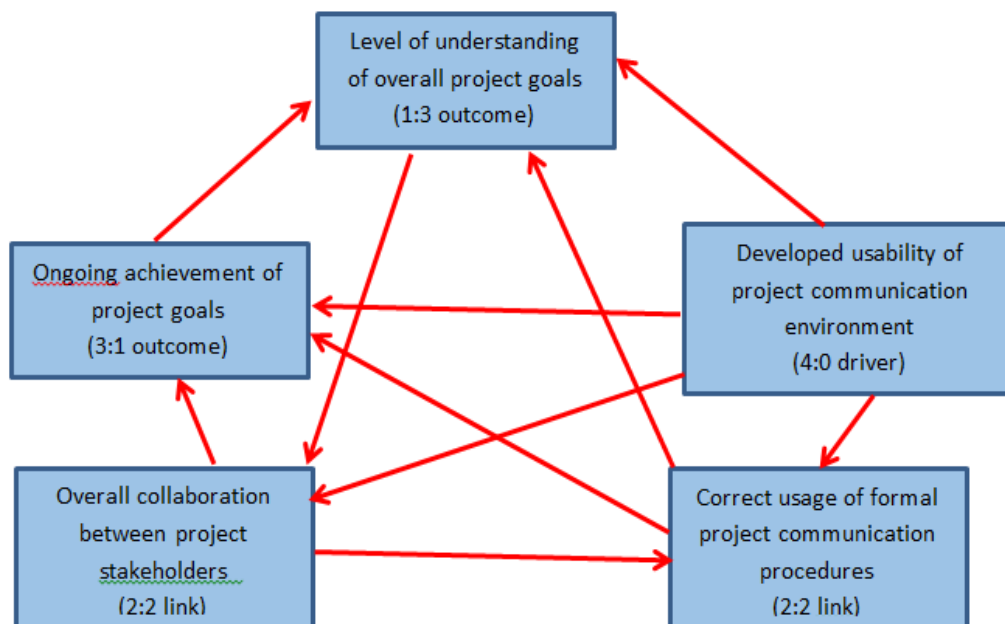 Level of understanding
of overall project goals
(1:3 outcome)
Ongoing achievement of
project goals
(3:1 outcome)
Developed usability of
project communication
environment
(4:0 driver)
Overall collaboration
between project
stakeholders
(2:2 link)
Correct usage of formal
project communication
procedures
(2:2 link)